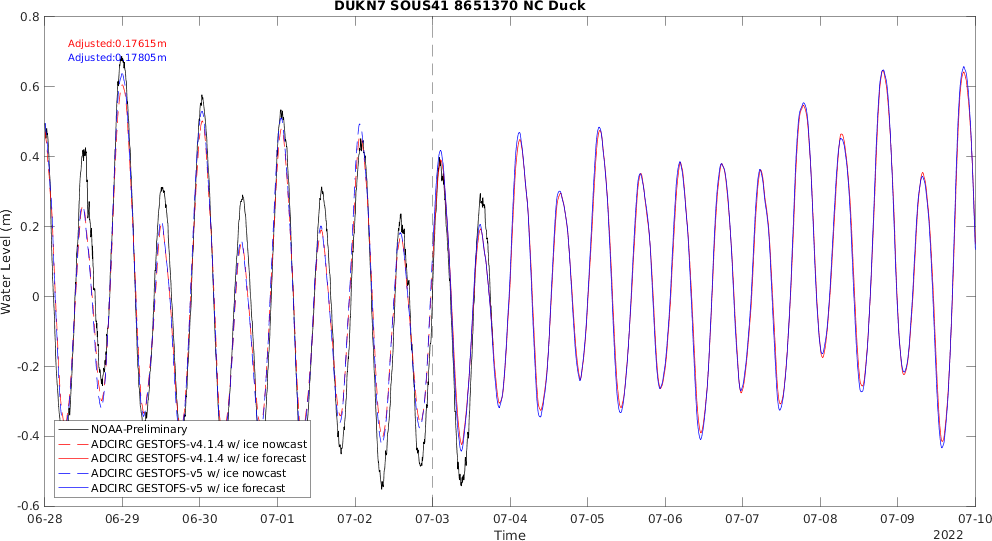 DUKN7 SOUS41 8651370 NC Duck
0.8
Adjusted:0.17615m
Adjusted:0.17805m
0.6
0.4
0.2
Water Level (m)
0
-0.2
-0.4
NOAA-Preliminary
ADCIRC GESTOFS-v4.1.4 w/ ice nowcast
ADCIRC GESTOFS-v4.1.4 w/ ice forecast
ADCIRC GESTOFS-v5 w/ ice nowcast
ADCIRC GESTOFS-v5 w/ ice forecast
-0.6
06-28 06-29 06-30 07-01 07-02 07-03 07-04 07-05 07-06 07-07 07-08 07-09 07-10
Time
2022